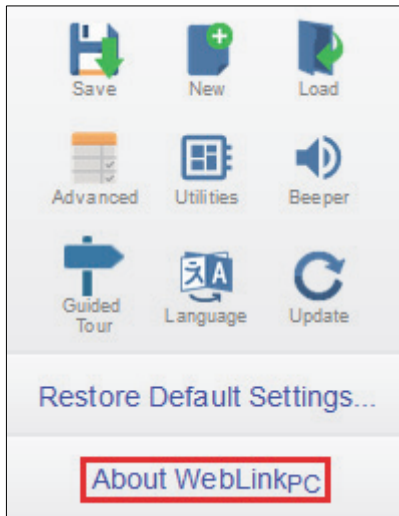 Save New Load
Advanced Utilities Beeper
Guided
Tour Language Update
Restore Default Settings...
About WebLinkPC